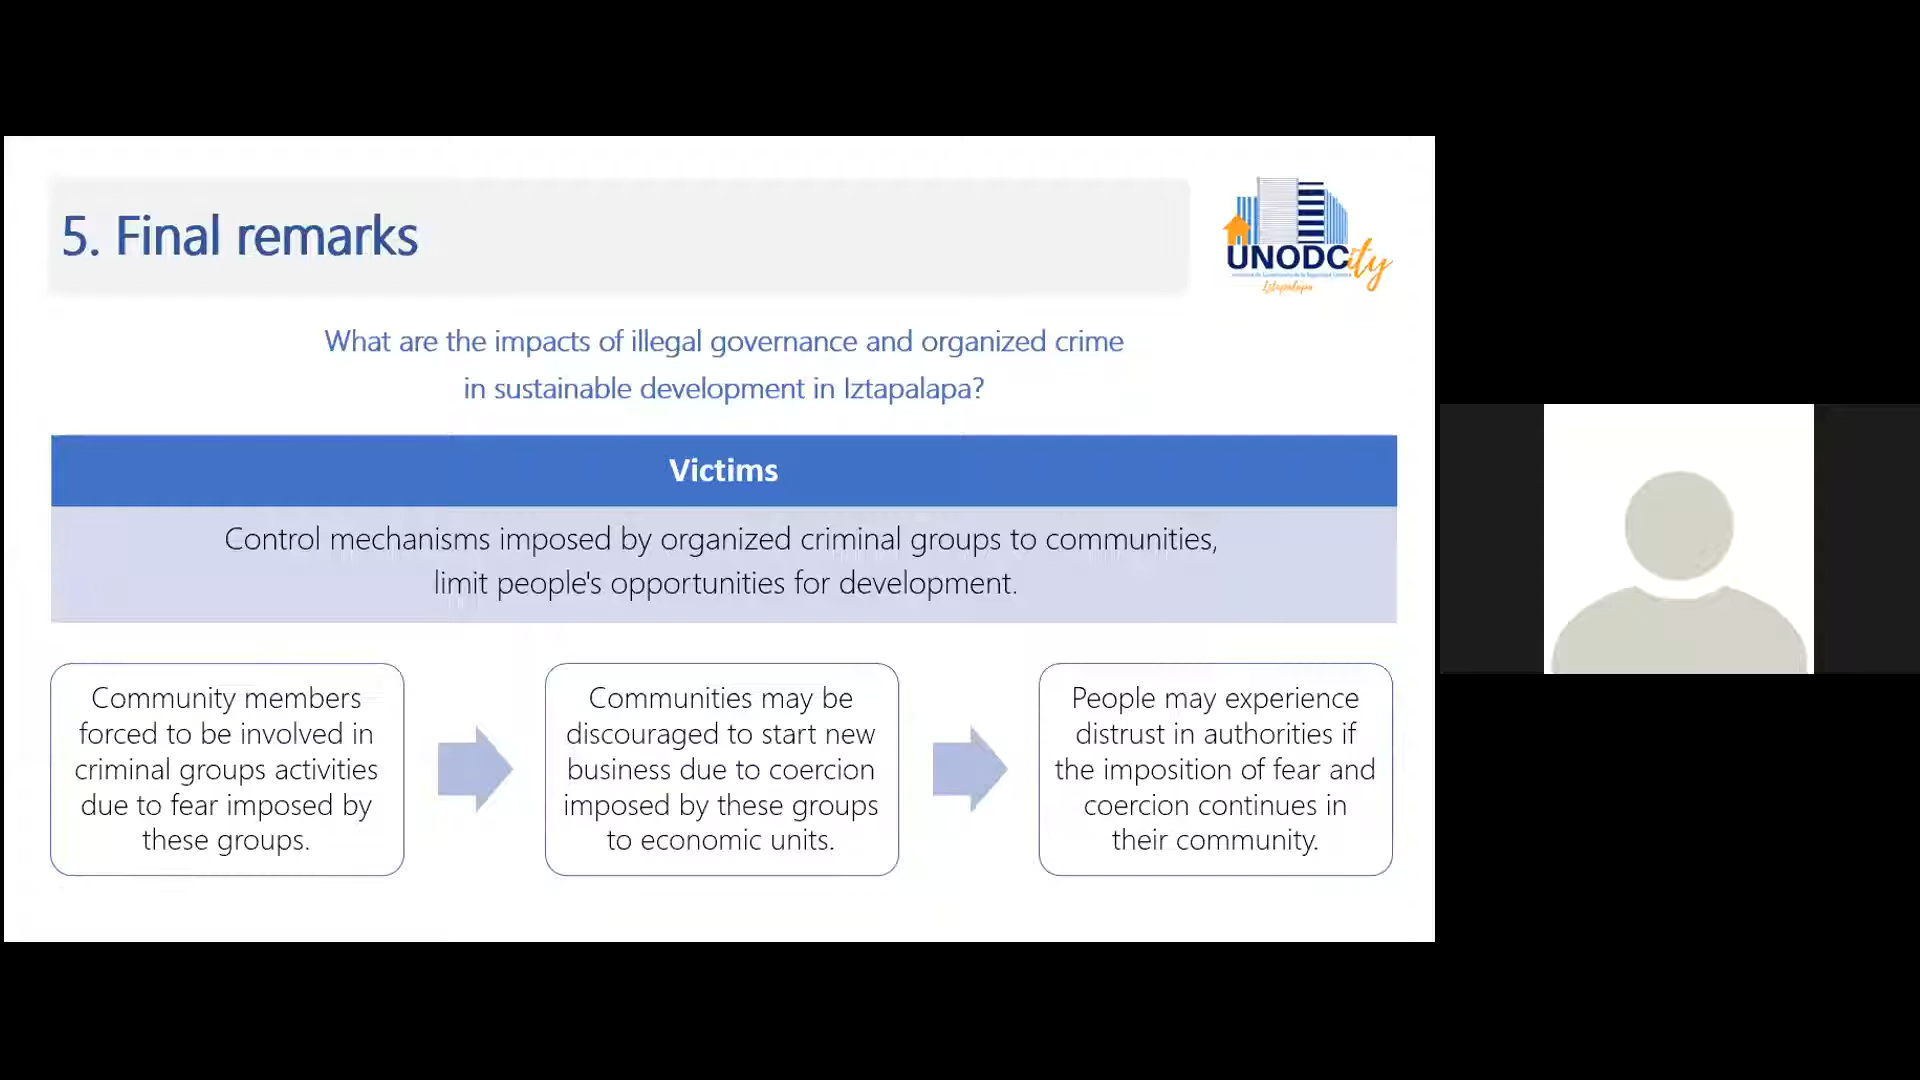 5. Final remarks
UNODCity
Iztapalapa
What are the impacts of illegal governance and organized crime
in sustainable development in Iztapalapa?
Victims
Control mechanisms imposed by organized criminal groups to communities,
limit people's opportunities for development.
Community members
forced to be involved in
criminal groups activities
due to fear imposed by
these groups.
Communities may be
discouraged to start new
business due to coercion
imposed by these groups
to economic units.
People may experience
distrust in authorities if
the imposition of fear and
coercion continues in
their community.